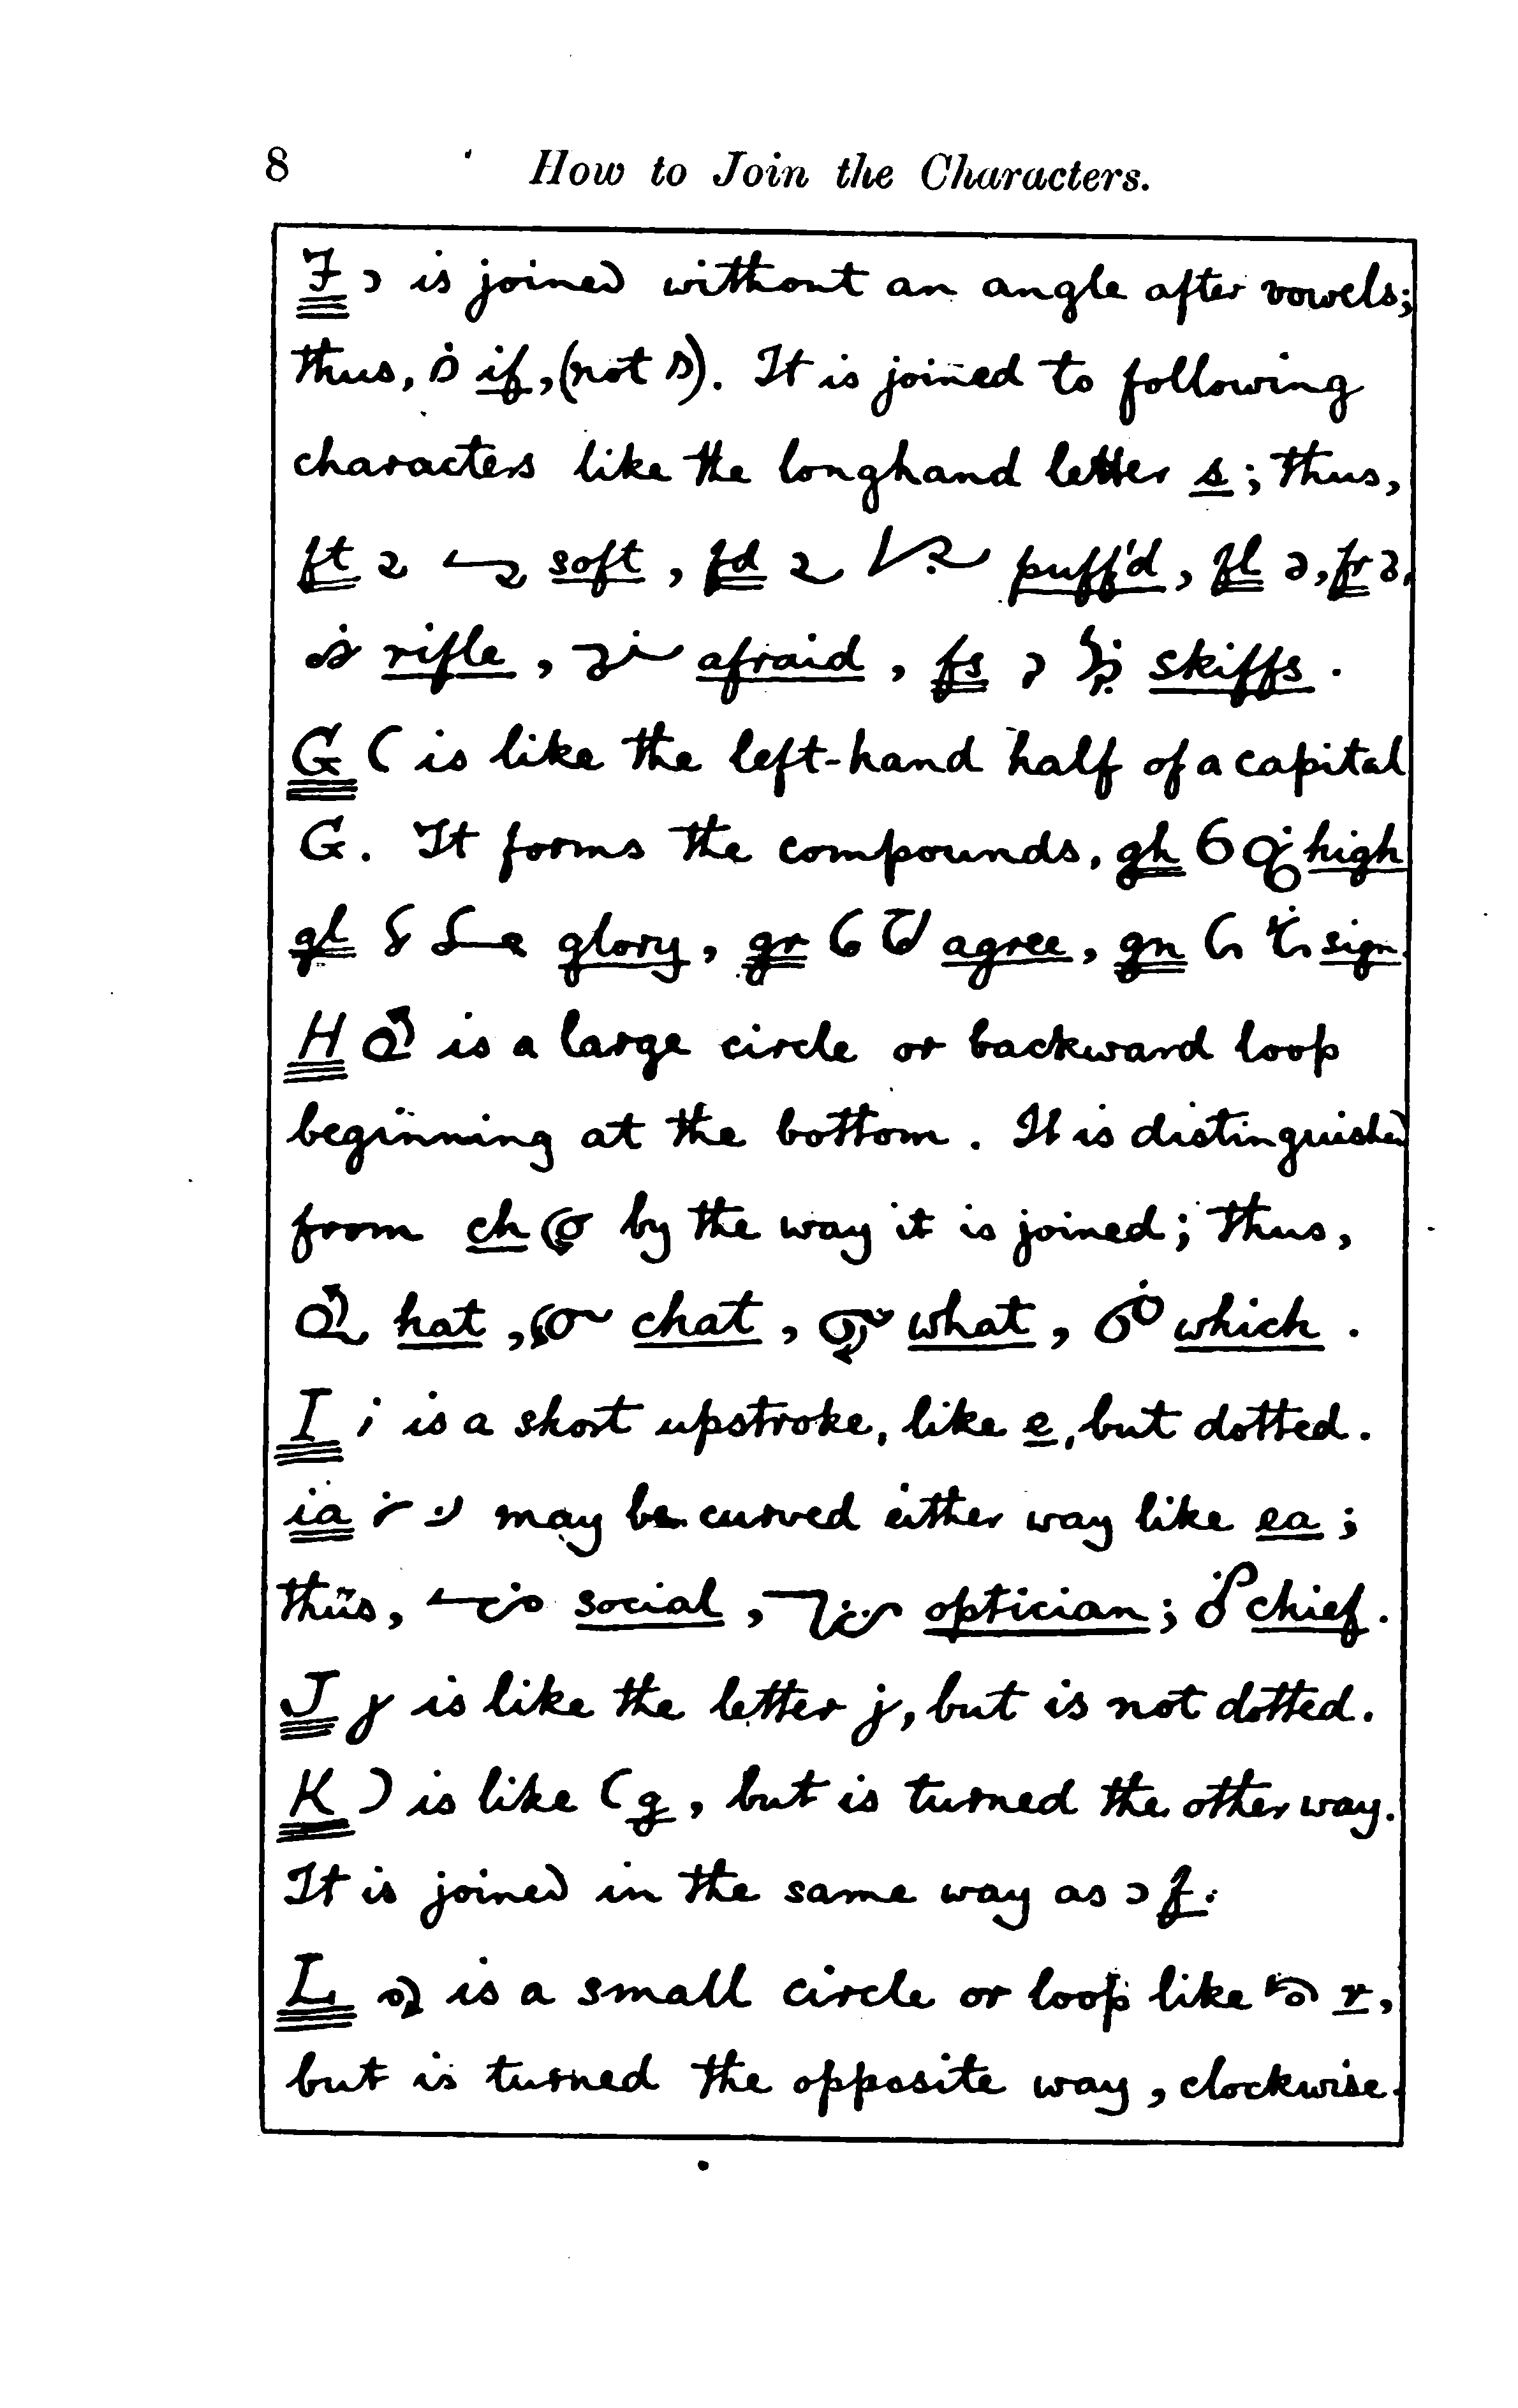 8 How to Join the Characters.
F is joined without an angle after vowels;
thus, if, (not ). It is joined to following
characters like the longhand letter s; thus,
ft soft, fd puff'd, fl , fr ,
rifle, afraid, fs skiffs.
G ( is like the left-hand half of a capital
G. It forms the compounds, gh high
gl glory, gr agree, gn sign.
H is a large circle or backward loop
beginning at the bottom. It is distinguished
from ch by the way it is joined; thus,
hat, chat, what, which.
I is a short upstroke, like e, but dotted.
ia may be curved either way like ea;
thus, social, optician; chief.
J is like the letter j, but is not dotted.
K ) is like ( g, but is turned the other way.
It is joined in the same way as f.
L is a small circle or loop like r,
but is turned the opposite way, clockwise.